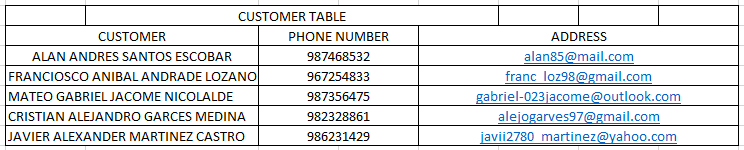 CUSTOMER TABLE
CUSTOMER PHONE NUMBER ADDRESS
ALAN ANDRES SANTOS ESCOBAR 987468532 alan85@mail.com
FRANCIOSCO ANIBAL ANDRADE LOZANO 967254833 franc_loz98@gmail.com
MATEO GABRIEL JACOME NICOLALDE 987356475 gabriel-023jacome@outlook.com
CRISTIAN ALEJANDRO GARCES MEDINA 982328861 alejogarves97@gmail.com
JAVIER ALEXANDER MARTINEZ CASTRO 986231429 javii2780_martinez@yahoo.com